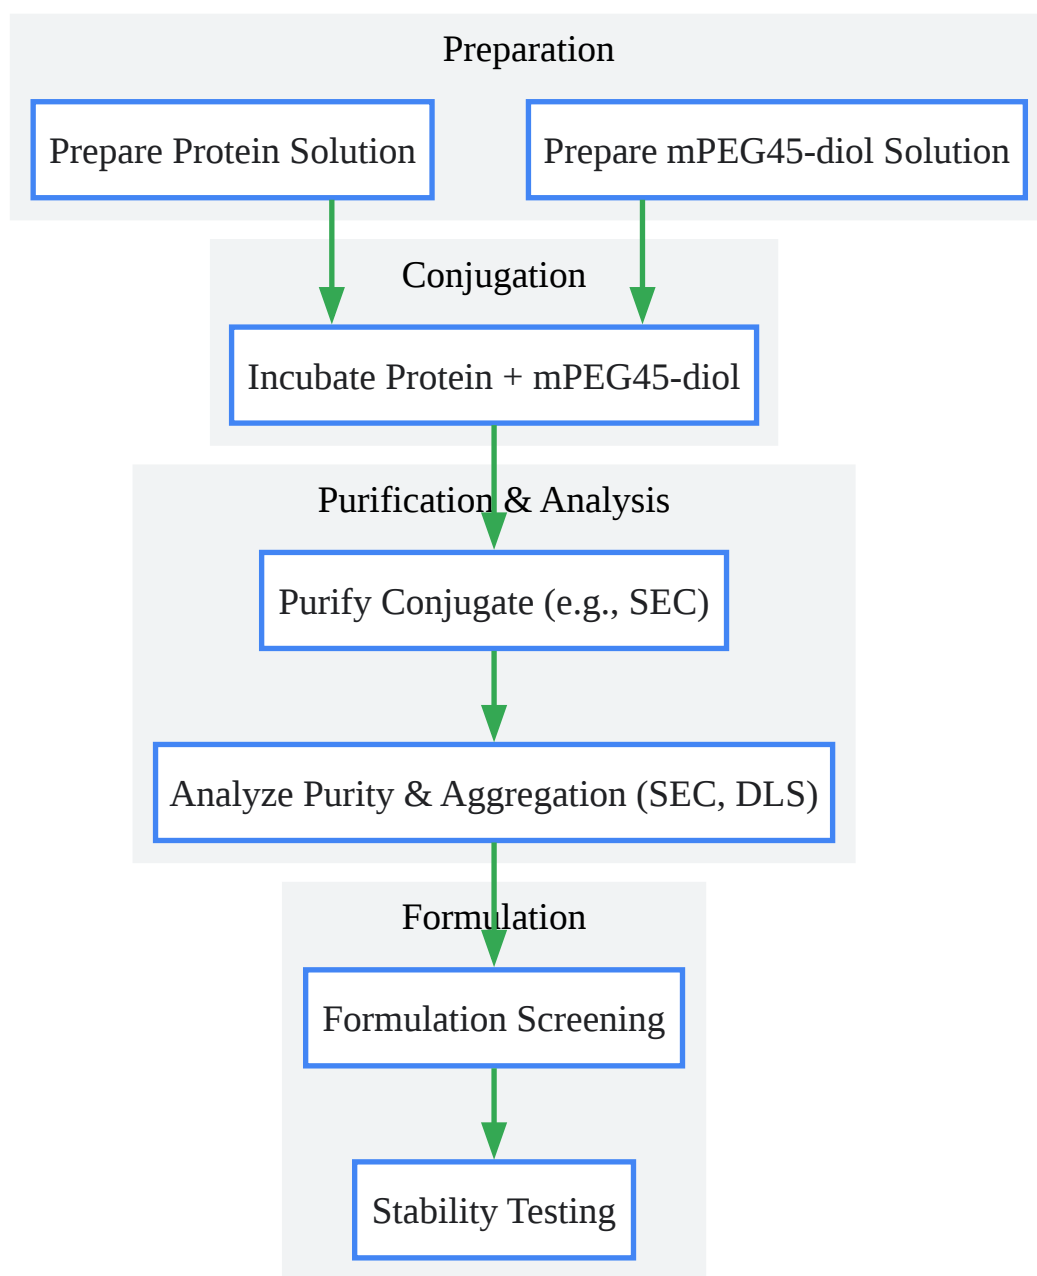 Preparation
Prepare Protein Solution
Prepare mPEG45-diol Solution
Conjugation
Incubate Protein + mPEG45-diol
Purification & Analysis
Purify Conjugate (e.g., SEC)
Analyze Purity & Aggregation (SEC, DLS)
Formulation
Formulation Screening
Stability Testing